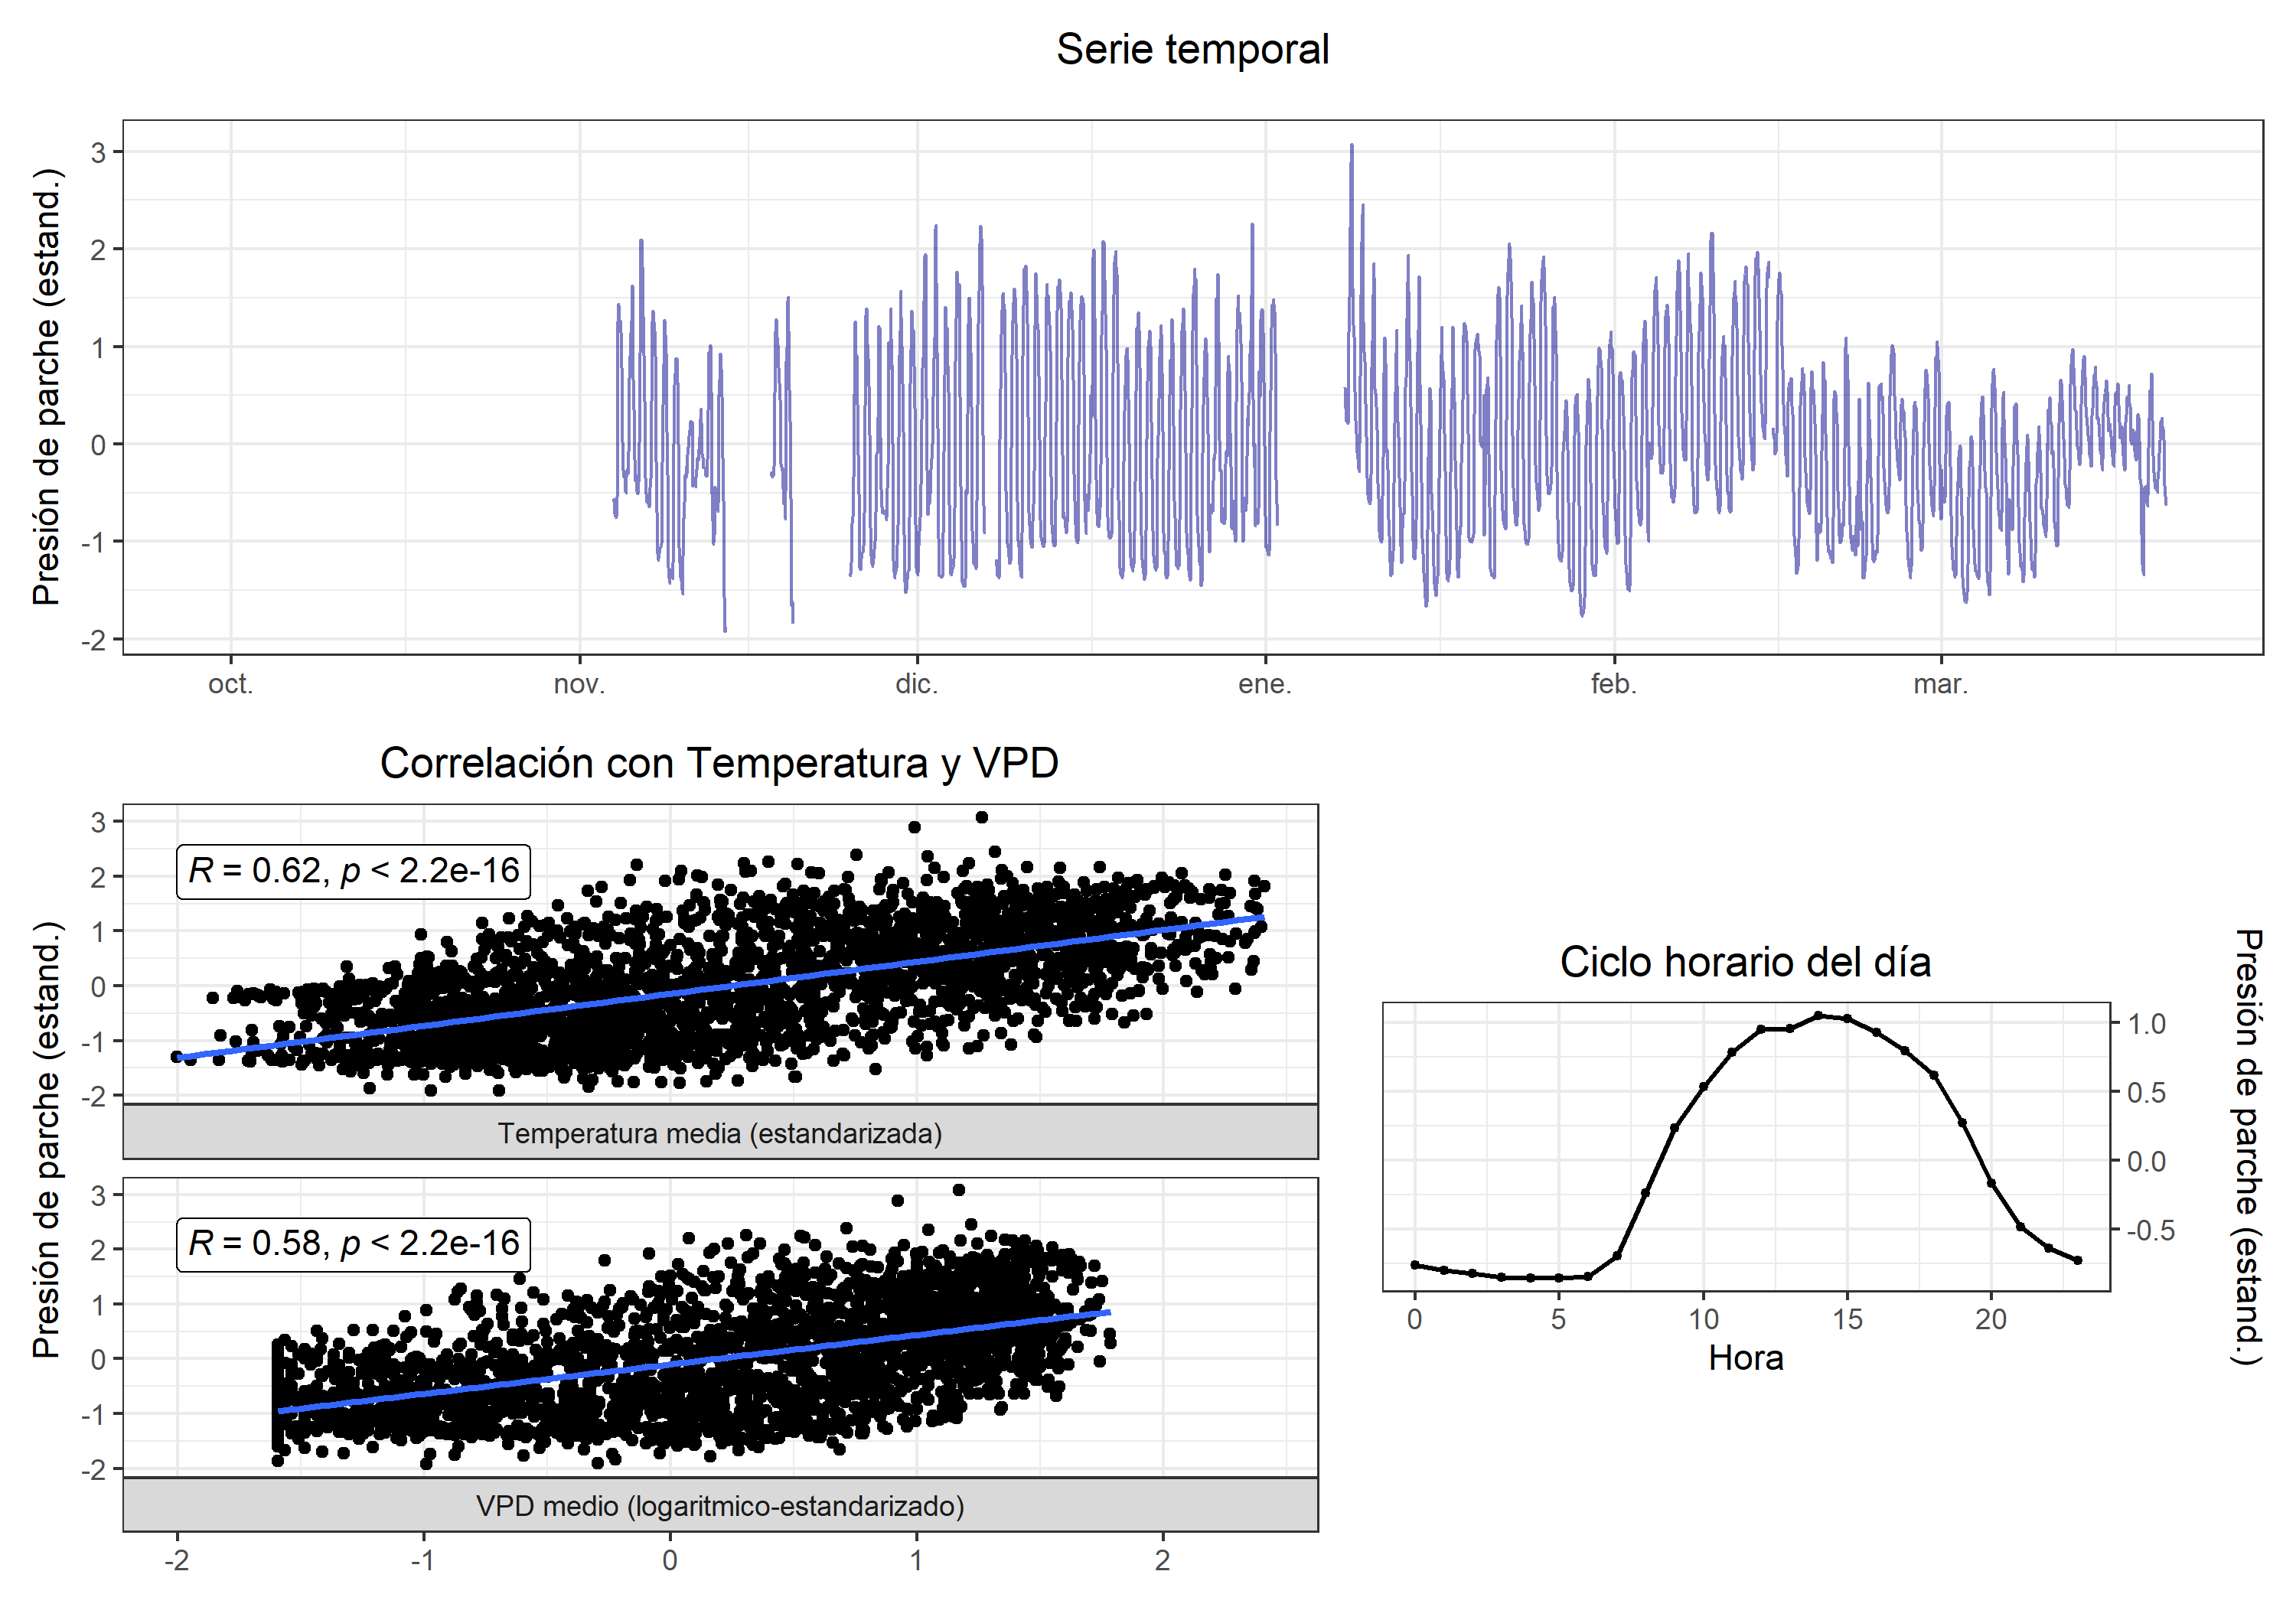 Serie temporal
Presión de parche (estand.)
3
2
1
0
-1
-2
oct.
nov.
dic.
ene.
feb.
mar.
Correlación con Temperatura y VPD
Presión de parche (estand.)
3
2
1
0
-1
-2
R = 0.62, p < 2.2e-16
Temperatura media (estandarizada)
3
2
1
0
-1
-2
R = 0.58, p < 2.2e-16
VPD medio (logaritmico-estandarizado)
-2
-1
0
1
2
Ciclo horario del día
1.0
0.5
0.0
-0.5
Presión de parche (estand.)
0
5
10
15
20
Hora